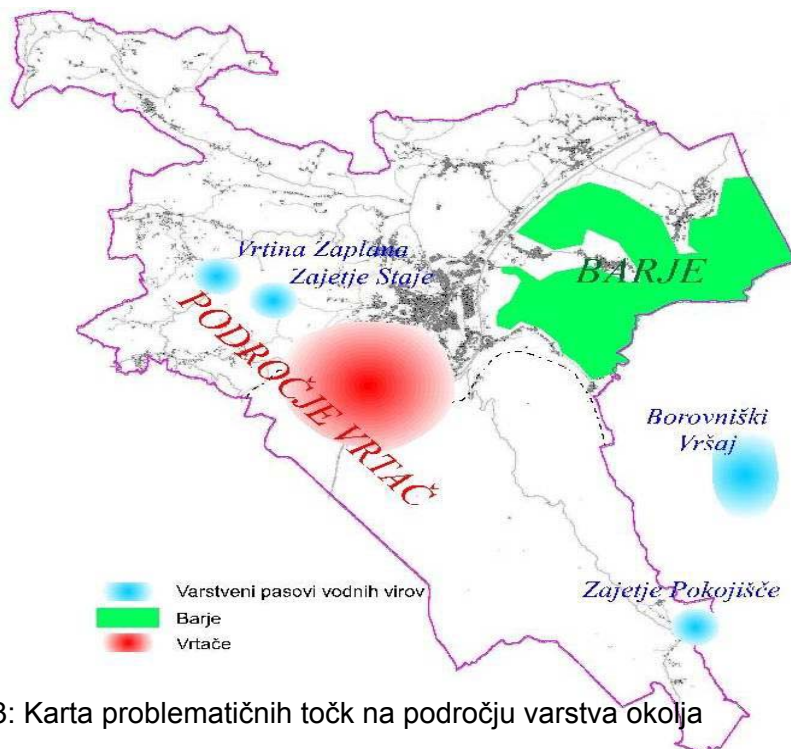 Vrtina Zaplana
Zajetje Staje
BARJE
PODROČJE VRTAČ
Borovniški
Vršaj
Zajetje Pokojišče
Varstveni pasovi vodnih virov
Barje
Vrtače
3: Karta problematičnih točk na področju varstva okolja